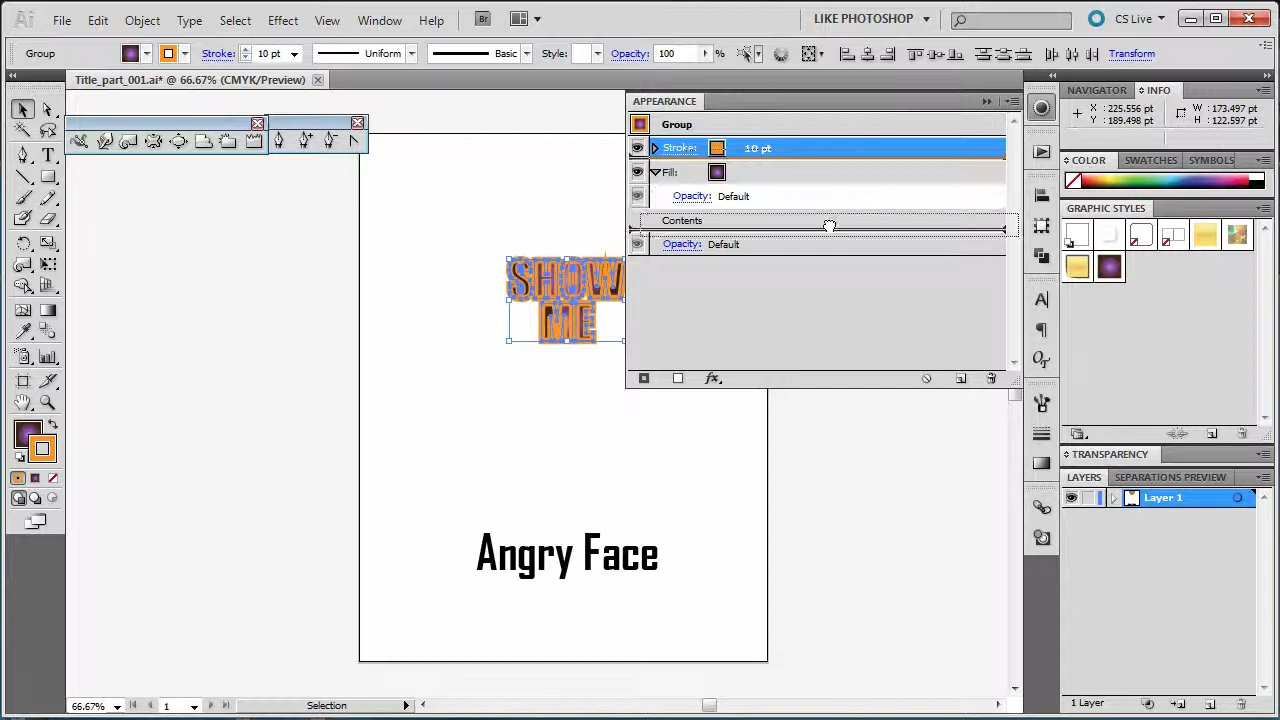 Ai File Edit Object Type Select Effect View Window Help Br LIKE PHOTOSHOP CS Live
Group Stroke: 10 pt Uniform Basic Style: Opacity: 100 Transform
Title_part_001.ai* @ 66.67% (CMYK/Preview)
APPEARANCE
Group
Stroke: 10 pt
Fill:
Opacity: Default
Contents
Opacity: Default
fx
NAVIGATOR INFO
X: 225.556 pt
Y: 189.498 pt
W: 173.497 pt
H: 122.597 pt
COLOR SWATCHES SYMBOLS
GRAPHIC STYLES
TRANSPARENCY
LAYERS SEPARATIONS PREVIEW
Layer 1
1 Layer
SHOW
ME
Angry Face
66.67% 1 Selection